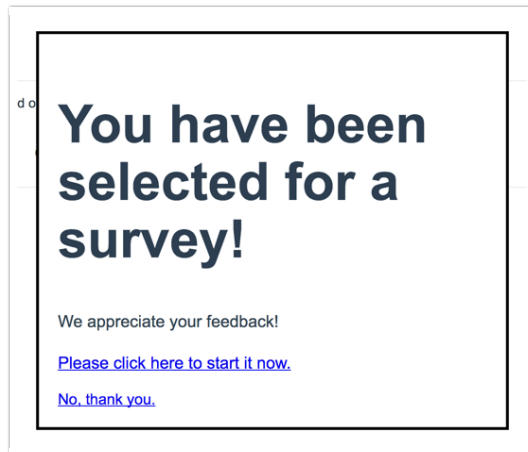 d o
You have been
selected for a
survey!
We appreciate your feedback!
Please click here to start it now.
No, thank you.